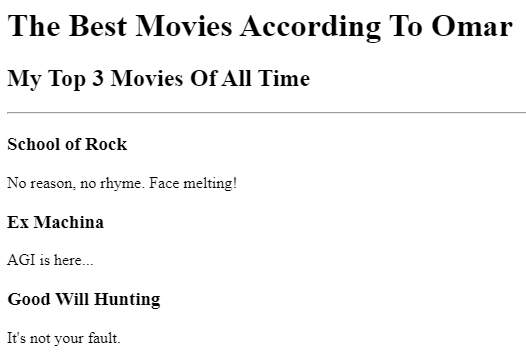 The Best Movies According To Omar
My Top 3 Movies Of All Time
School of Rock
No reason, no rhyme. Face melting!
Ex Machina
AGI is here...
Good Will Hunting
It's not your fault.